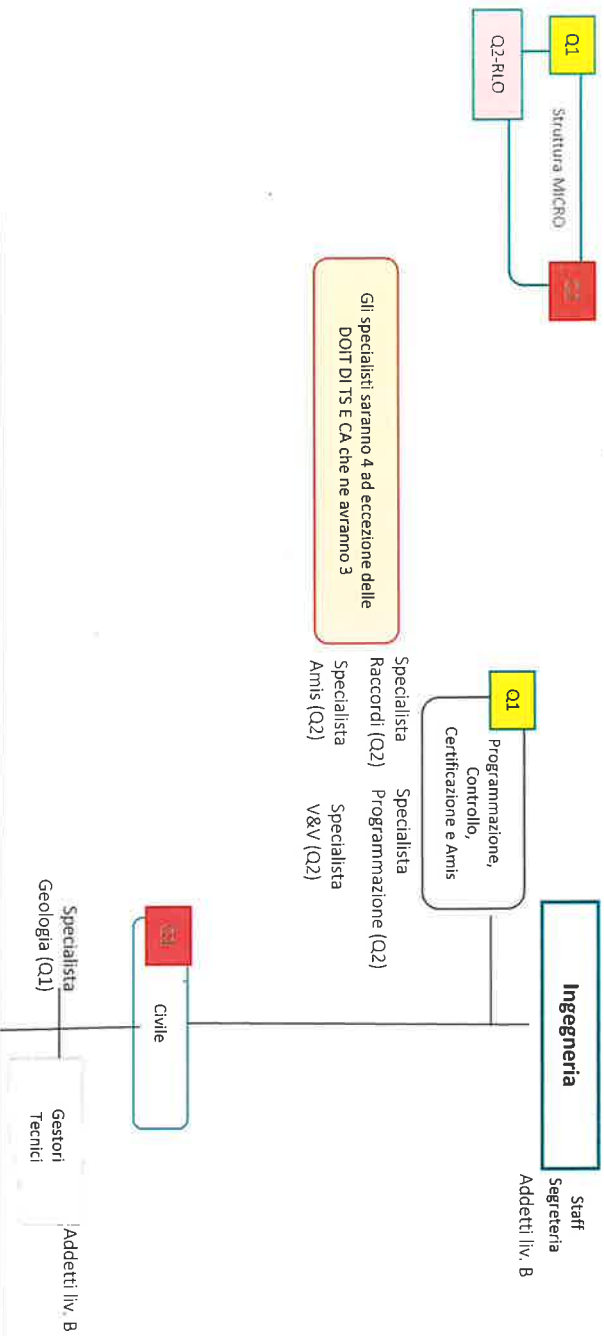 Q1
Struttura MICRO
Q2-RLO
Gli specialisti saranno 4 ad eccezione delle
DOIT DI TS E CA che ne avranno 3
Q1
Programmazione,
Controllo,
Certificazione e Amis
Specialista
Raccordi (Q2)
Specialista
Programmazione (Q2)
Specialista
Amis (Q2)
Specialista
V&V (Q2)
Ingegneria
Staff
Segreteria
Addetti liv. B
Civile
Specialista
Geologia (Q1)
Gestori
Tecnici
Addetti liv. B